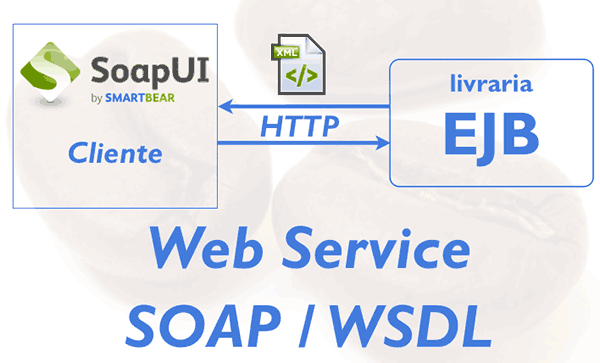 SoapUI
by SMARTBEAR
Cliente
XML
</>
HTTP
livraria
EJB
Web Service
SOAP / WSDL